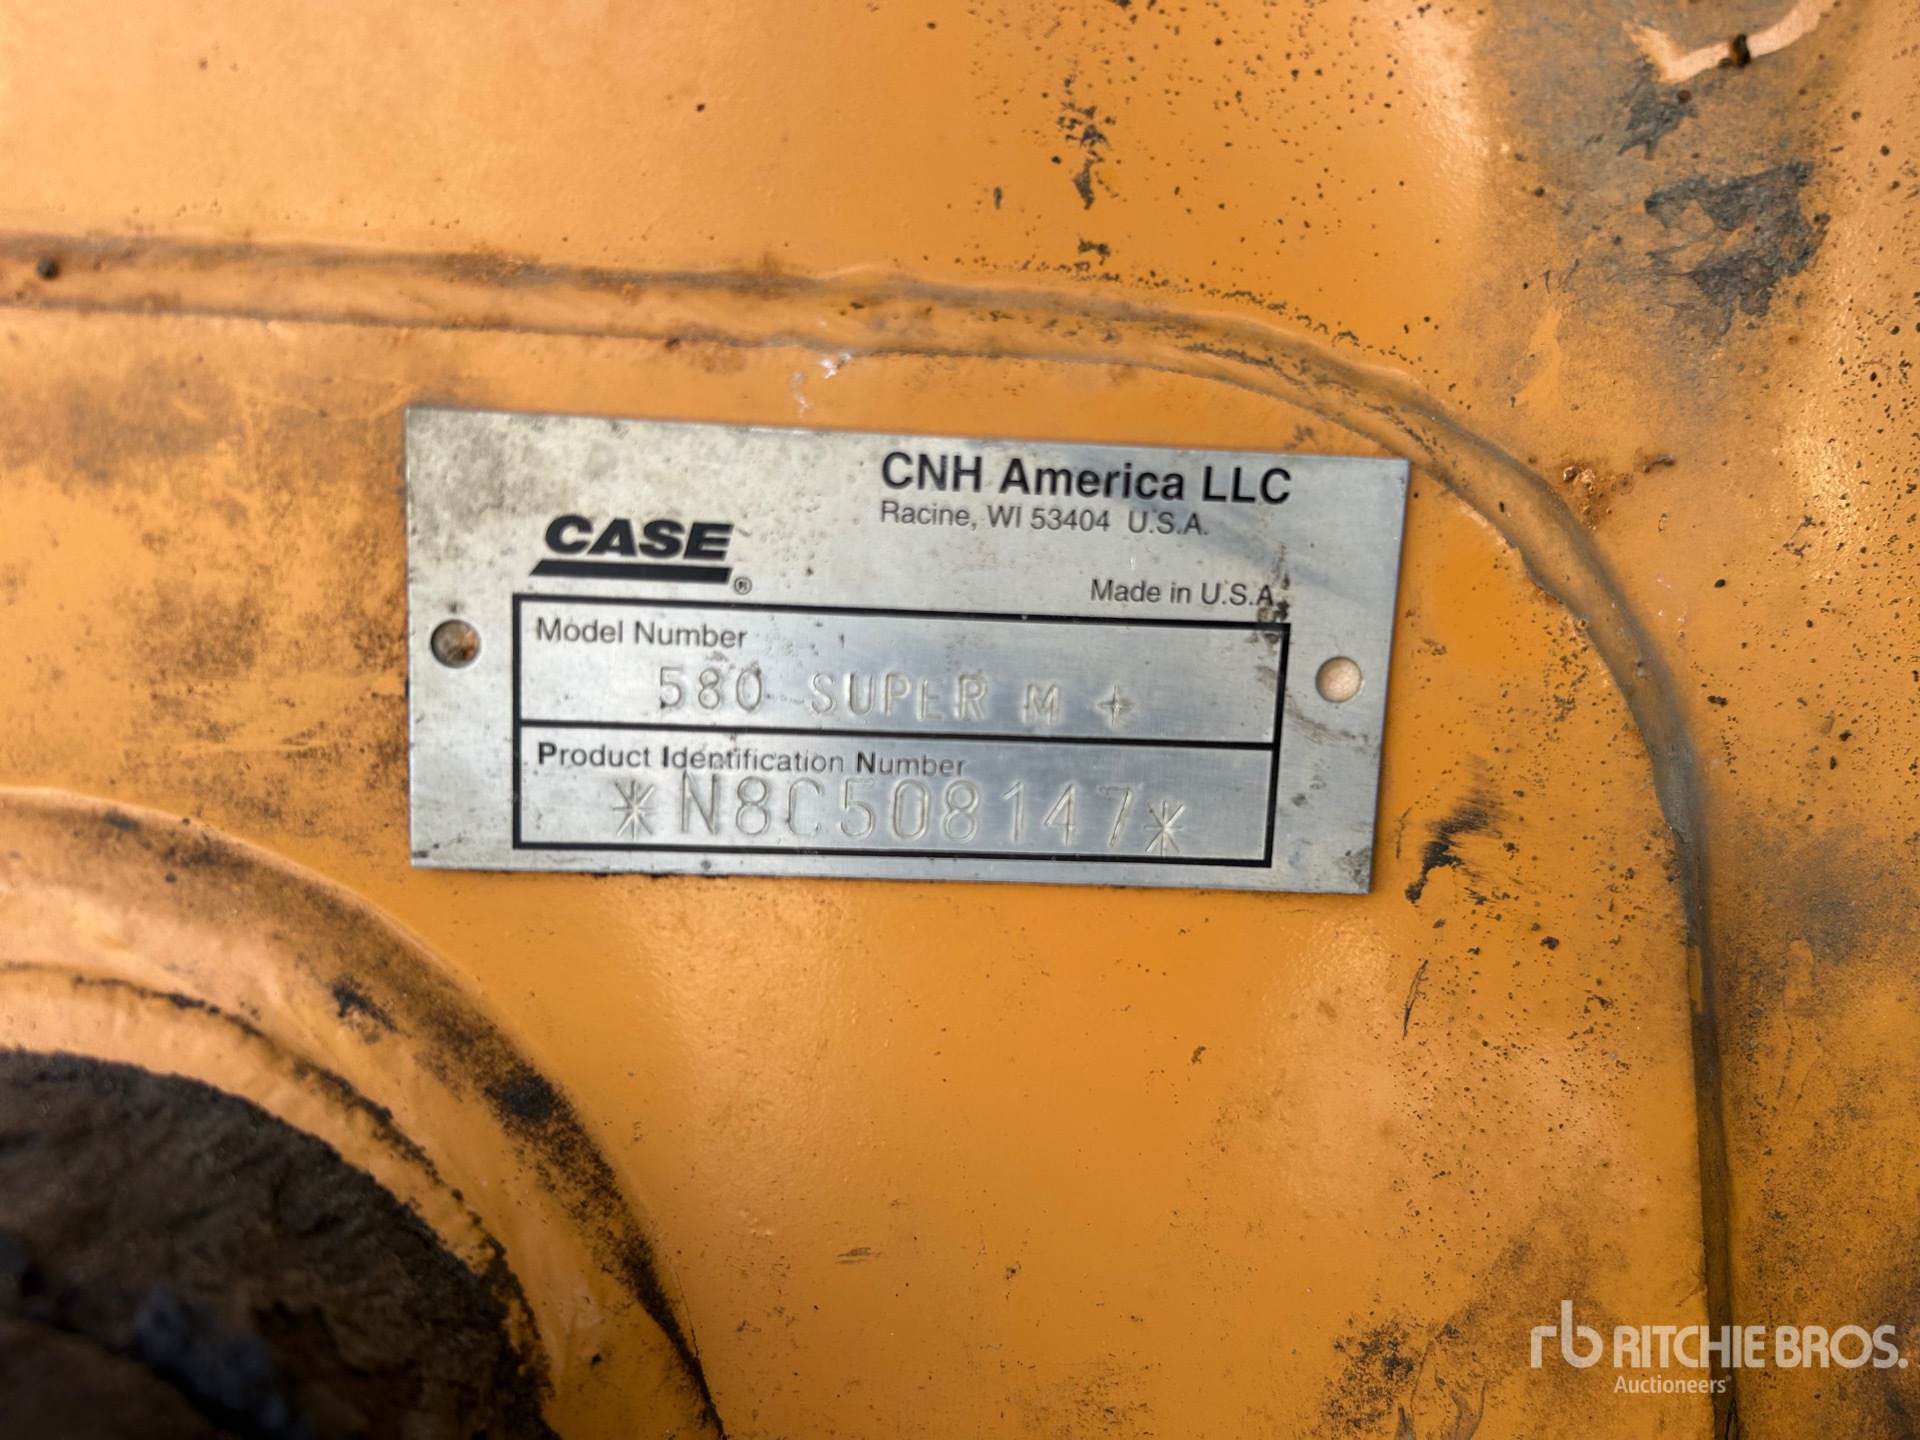 CNH America LLC
Racine, WI 53404 U.S.A.
CASE®
Made in U.S.A.
Model Number
580 SUPER M +
Product Identification Number
*N8C508147*
rb RITCHIE BROS.
Auctioneers